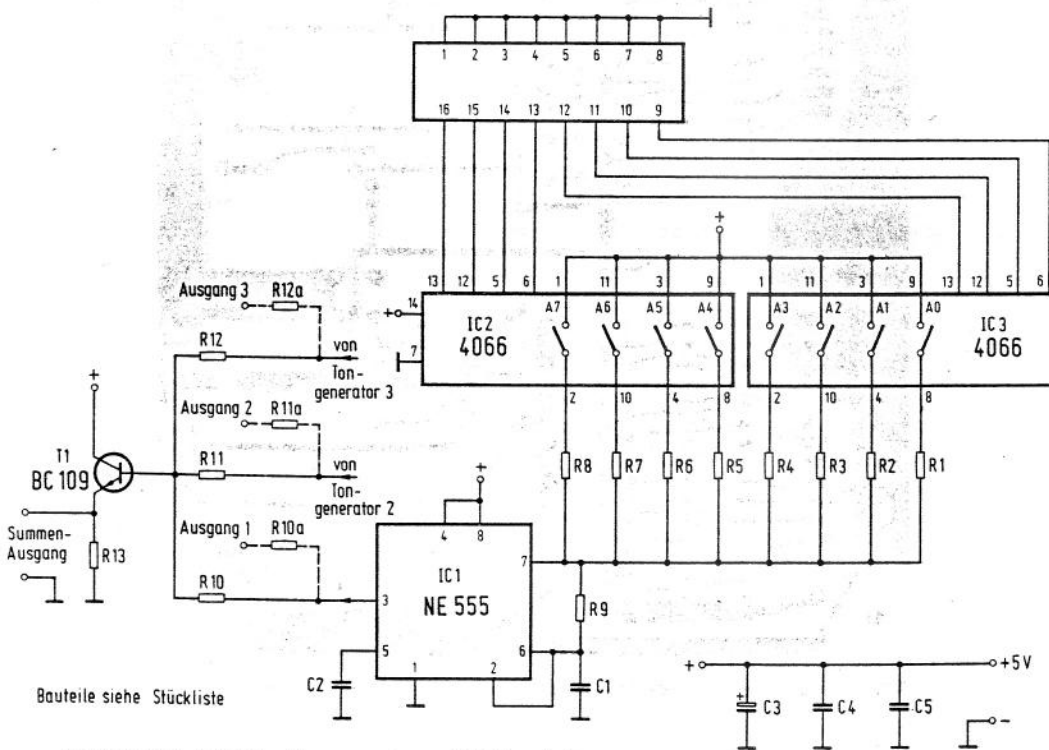 1 2 3 4 5 6 7 8
16 15 14 13 12 11 10 9
+
13 12 5 6 1 11 3 9 1 11 3 9 13 12 5 6
Ausgang 3 R12a
+ 14
A7 A6 A5 A4 A3 A2 A1 A0
IC2
4066
IC3
4066
R12
von
Ton-
generator 3
7
+
2 10 4 8 2 10 4 8
Ausgang 2 R11a
T1
BC 109
R11
von
Ton-
generator 2
R8 R7 R6 R5 R4 R3 R2 R1
+
Summen-
Ausgang
R13
Ausgang 1 R10a
4 8
7
IC1
NE 555
R10
3
R9
5
6
1 2
C2
C1
+ +5V
+
C3 C4 C5
-
Bauteile siehe Stückliste